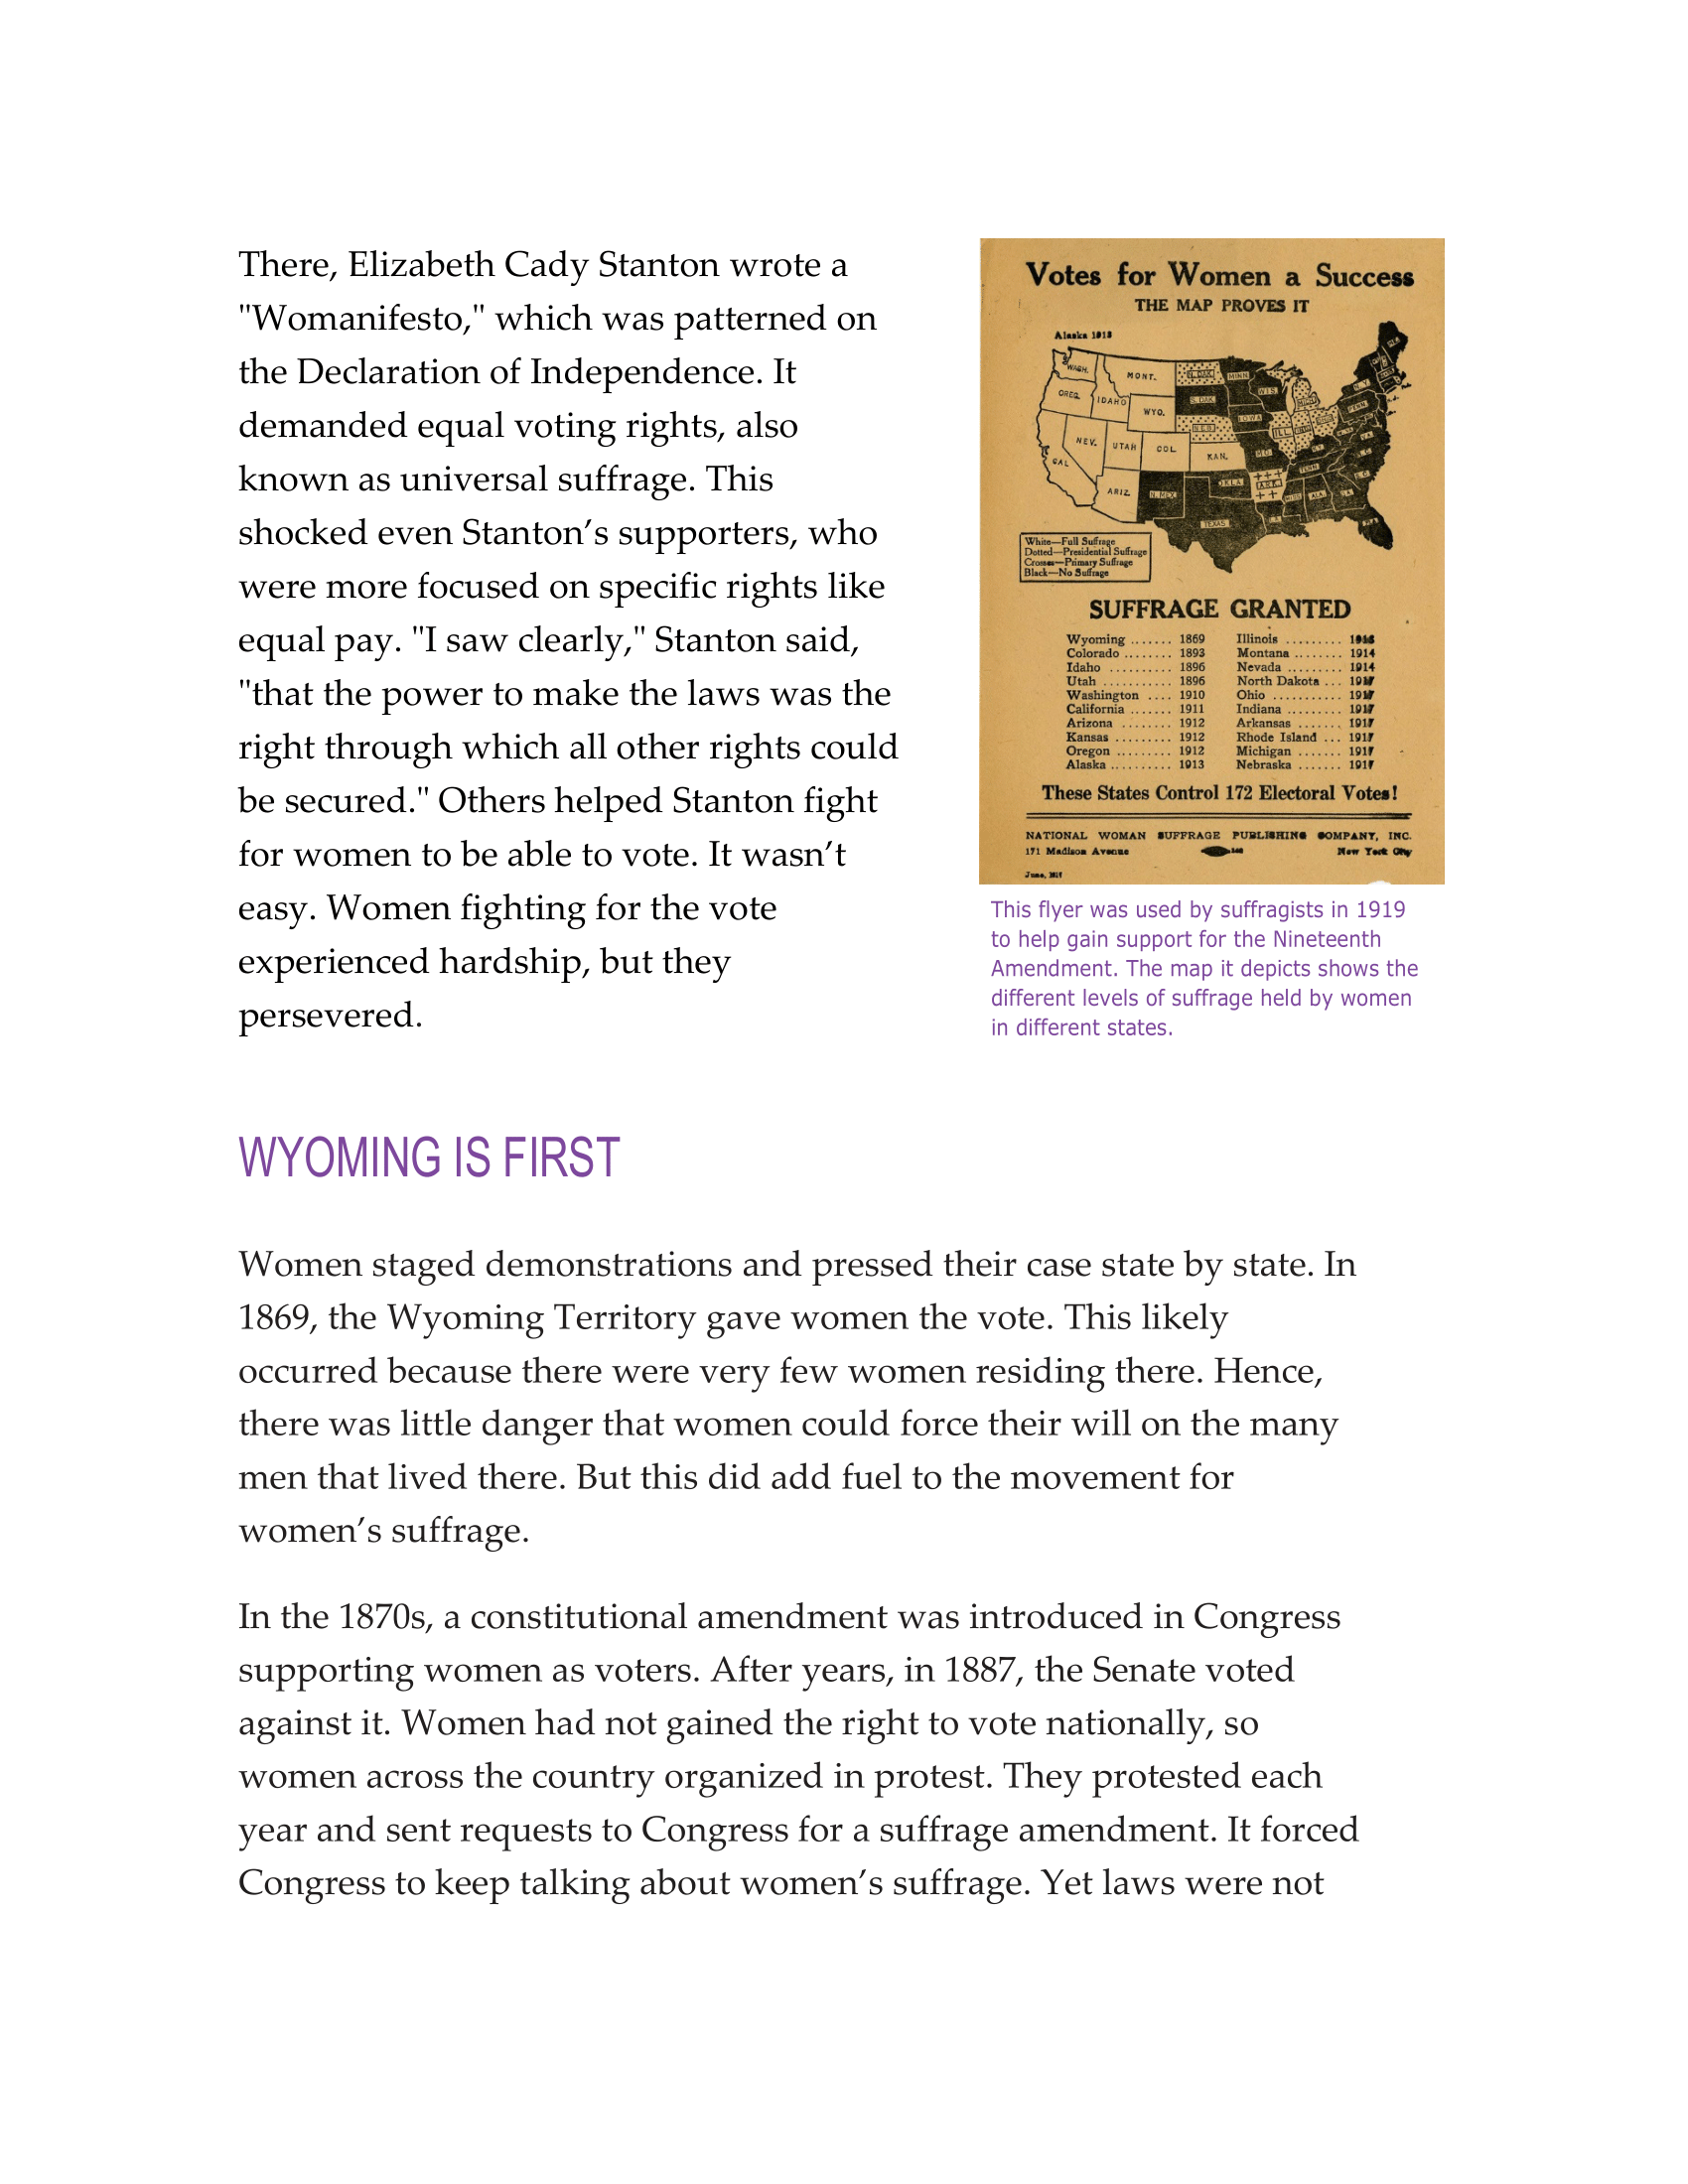 There, Elizabeth Cady Stanton wrote a
"Womanifesto," which was patterned on
the Declaration of Independence. It
demanded equal voting rights, also
known as universal suffrage. This
shocked even Stanton’s supporters, who
were more focused on specific rights like
equal pay. "I saw clearly," Stanton said,
"that the power to make the laws was the
right through which all other rights could
be secured." Others helped Stanton fight
for women to be able to vote. It wasn’t
easy. Women fighting for the vote
experienced hardship, but they
persevered.
Votes for Women a Success
THE MAP PROVES IT
Alaska 1913
WASH.
MONT.
N. DAK.
MINN.
OREG.
IDAHO
WYO.
S. DAK.
WIS.
N.Y.
IOWA
NEB.
NEV.
UTAH
COL.
KAN.
MO.
ILL.
CAL.
ARIZ.
N. MEX.
OKLA.
ARK.
TENN.
TEXAS
MISS.
ALA.
White—Full Suffrage
Dotted—Presidential Suffrage
Crosses—Primary Suffrage
Black—No Suffrage
SUFFRAGE GRANTED
Wyoming ....... 1869
Colorado ........ 1893
Idaho .......... 1896
Utah ........... 1896
Washington .... 1910
California ....... 1911
Arizona ........ 1912
Kansas ......... 1912
Oregon ......... 1912
Alaska .......... 1913
Illinois .........
Montana ........ 1914
Nevada ......... 1914
North Dakota ... 1917
Ohio .......... 1917
Indiana ......... 1917
Arkansas ....... 1917
Rhode Island ... 1917
Michigan ....... 1917
Nebraska ....... 1917
These States Control 172 Electoral Votes!
NATIONAL WOMAN SUFFRAGE PUBLISHING COMPANY, INC.
171 Madison Avenue New York City
June,
This flyer was used by suffragists in 1919
to help gain support for the Nineteenth
Amendment. The map it depicts shows the
different levels of suffrage held by women
in different states.
WYOMING IS FIRST
Women staged demonstrations and pressed their case state by state. In
1869, the Wyoming Territory gave women the vote. This likely
occurred because there were very few women residing there. Hence,
there was little danger that women could force their will on the many
men that lived there. But this did add fuel to the movement for
women’s suffrage.
In the 1870s, a constitutional amendment was introduced in Congress
supporting women as voters. After years, in 1887, the Senate voted
against it. Women had not gained the right to vote nationally, so
women across the country organized in protest. They protested each
year and sent requests to Congress for a suffrage amendment. It forced
Congress to keep talking about women’s suffrage. Yet laws were not